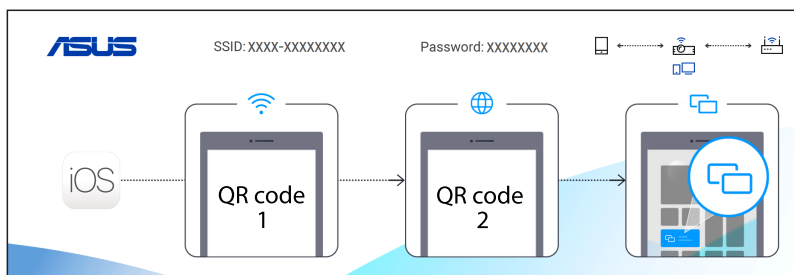 ASUS
SSID: XXXX-XXXXXXXX
Password: XXXXXXXX
iOS
QR code
1
QR code
2